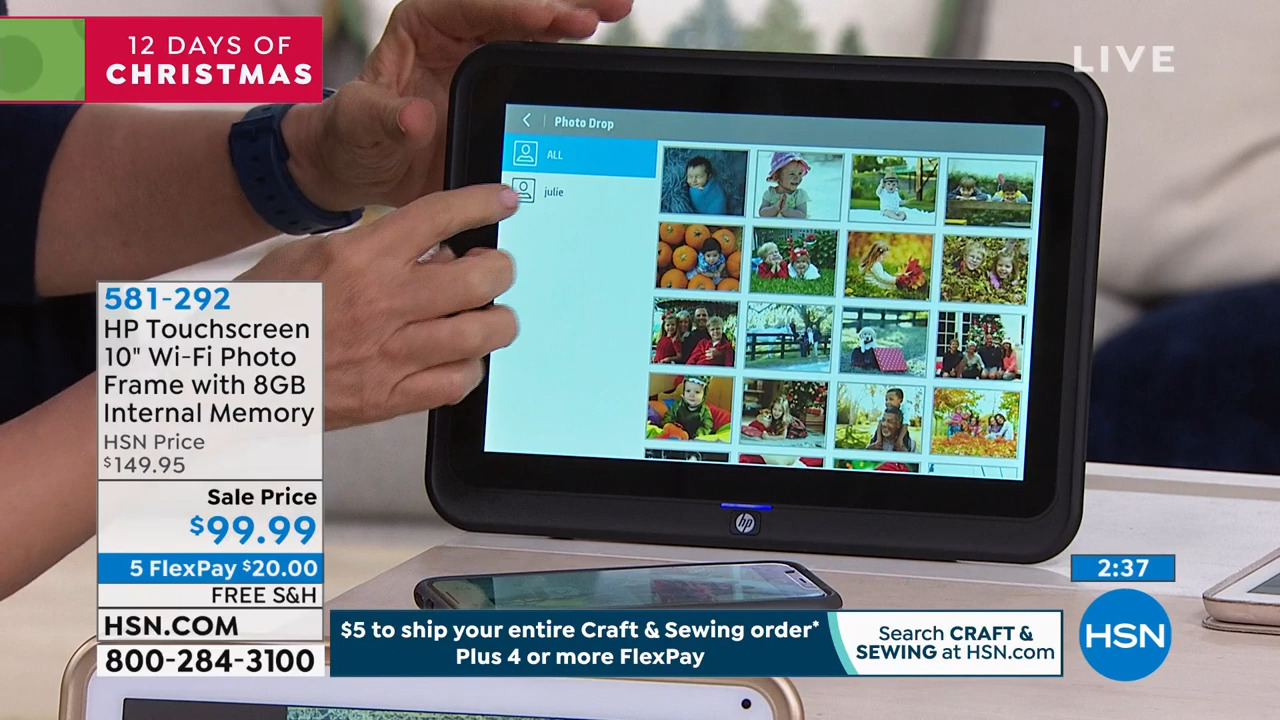 12 DAYS OF
CHRISTMAS
LIVE
Photo Drop
ALL
julie
581-292
HP Touchscreen
10" Wi-Fi Photo
Frame with 8GB
Internal Memory
HSN Price
$149.95
Sale Price
$99.99
5 FlexPay $20.00
FREE S&H
HSN.COM
800-284-3100
hp
2:37
$5 to ship your entire Craft & Sewing order*
Plus 4 or more FlexPay
Search CRAFT &
SEWING at HSN.com
HSN